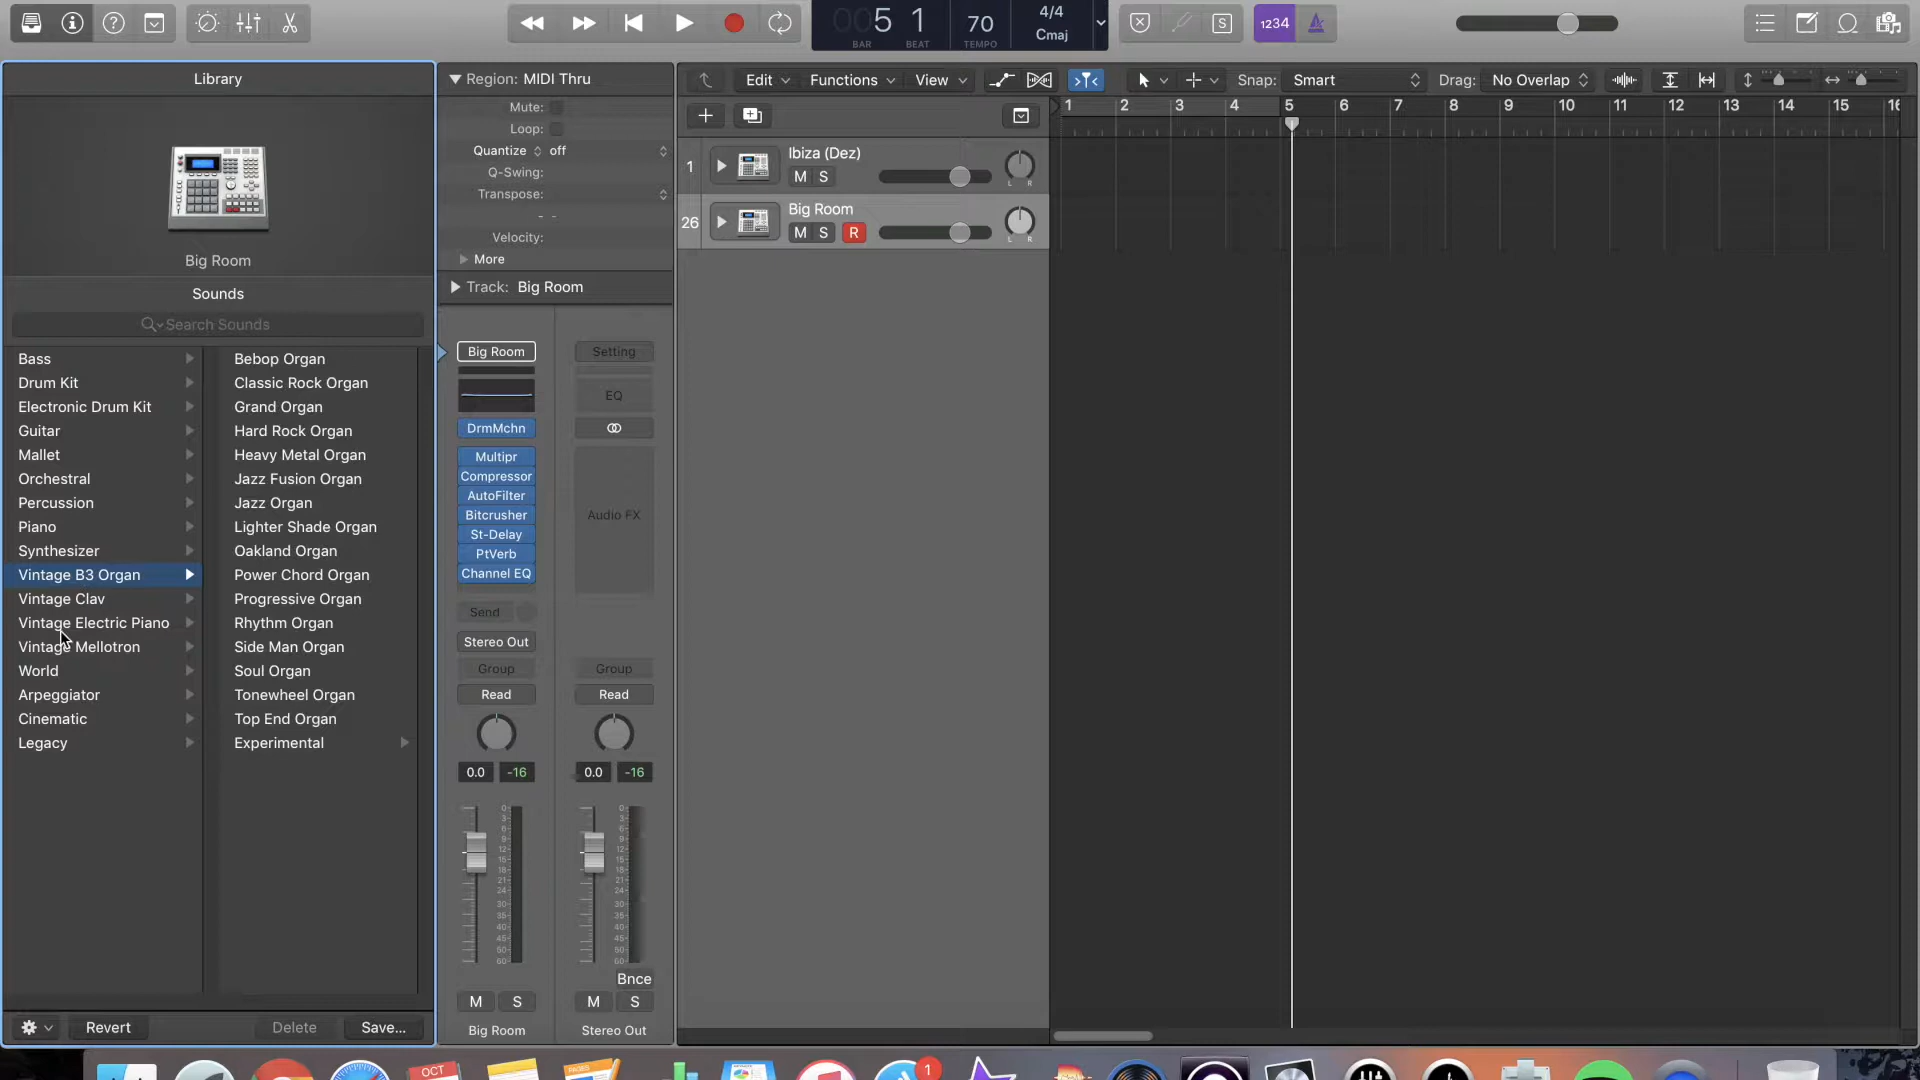 5 1
BAR BEAT
70
TEMPO
4/4
Cmaj
S
1234
Library
Big Room
Sounds
Search Sounds
Bass
Drum Kit
Electronic Drum Kit
Guitar
Mallet
Orchestral
Percussion
Piano
Synthesizer
Vintage B3 Organ
Vintage Clav
Vintage Electric Piano
Vintage Mellotron
World
Arpeggiator
Cinematic
Legacy
Bebop Organ
Classic Rock Organ
Grand Organ
Hard Rock Organ
Heavy Metal Organ
Jazz Fusion Organ
Jazz Organ
Lighter Shade Organ
Oakland Organ
Power Chord Organ
Progressive Organ
Rhythm Organ
Side Man Organ
Soul Organ
Tonewheel Organ
Top End Organ
Experimental
Revert
Delete
Save...
Region: MIDI Thru
Mute:
Loop:
Quantize off
Q-Swing:
Transpose:
- -
Velocity:
More
Track: Big Room
Big Room
DrmMchn
Multipr
Compressor
AutoFilter
Bitcrusher
St-Delay
PtVerb
Channel EQ
Send
Stereo Out
Group
Read
0.0 -16
M S
Big Room
Setting
EQ
Audio FX
Group
Read
0.0 -16
Bnce
M S
Stereo Out
Edit Functions View Snap: Smart Drag: No Overlap
1 2 3 4 5 6 7 8 9 10 11 12 13 14 15 16
1 Ibiza (Dez)
M S
L R
26 Big Room
M S R
L R
OCT
PAGES
1